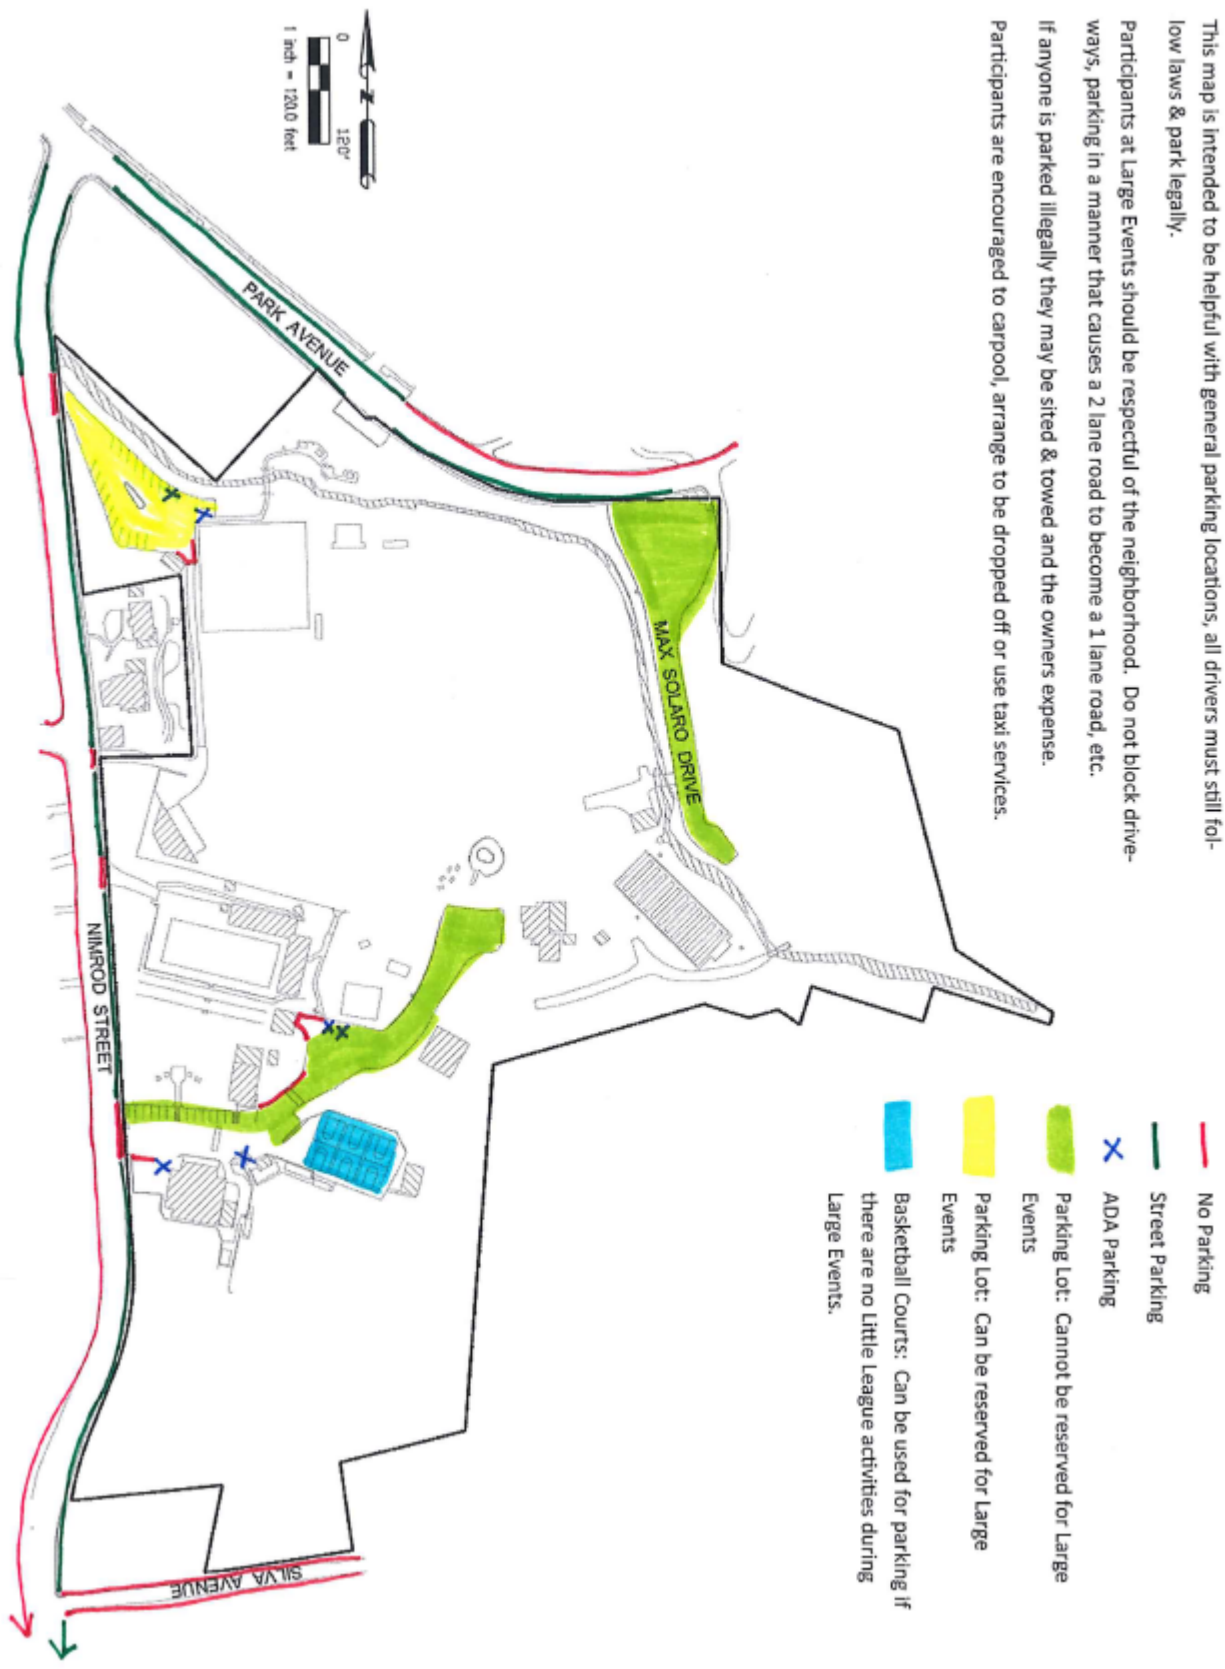 This map is intended to be helpful with general parking locations, all drivers must still fol-
low laws & park legally.
Participants at Large Events should be respectful of the neighborhood. Do not block drive-
ways, parking in a manner that causes a 2 lane road to become a 1 lane road, etc.
If anyone is parked illegally they may be sited & towed and the owners expense.
Participants are encouraged to carpool, arrange to be dropped off or use taxi services.
No Parking
Street Parking
ADA Parking
Parking Lot: Cannot be reserved for Large
Events
Parking Lot: Can be reserved for Large
Events
Basketball Courts: Can be used for parking if
there are no Little League activities during
Large Events.
N
0 120'
1 inch = 120.0 feet
PARK AVENUE
MAX SOLARO DRIVE
NIMROD STREET
SILVA AVENUE